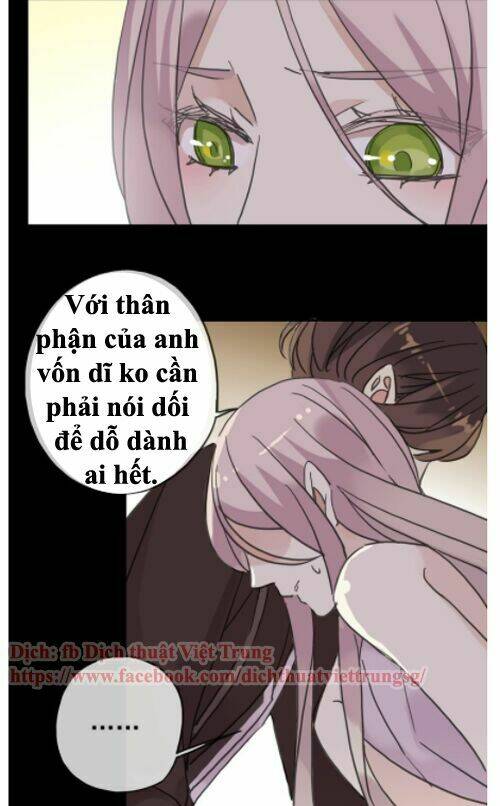 Với thân
phận của anh
vốn dĩ ko cần
phải nói dối
để dỗ dành
ai hết.
Dịch: fb Dịch thuật Việt Trung
https://www.facebook.com/dichthuatviettrungsg/
......